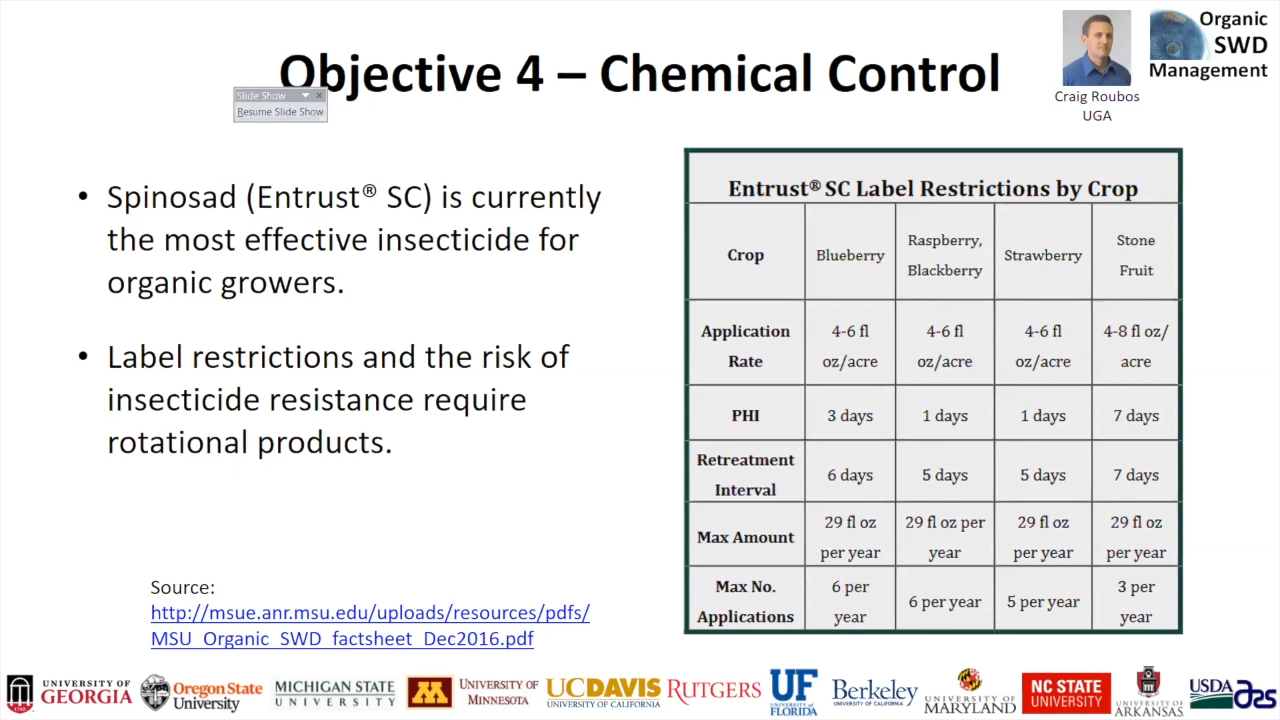 Organic
SWD
Management
Objective 4 – Chemical Control
Slide Show
Resume Slide Show
Craig Roubos
UGA
• Spinosad (Entrust® SC) is currently
the most effective insecticide for
organic growers.
• Label restrictions and the risk of
insecticide resistance require
rotational products.
Source:
http://msue.anr.msu.edu/uploads/resources/pdfs/
MSU_Organic_SWD_factsheet_Dec2016.pdf
Entrust® SC Label Restrictions by Crop
Crop Blueberry Raspberry, Blackberry Strawberry Stone Fruit
Application Rate 4-6 fl oz/acre 4-6 fl oz/acre 4-6 fl oz/acre 4-8 fl oz/ acre
PHI 3 days 1 days 1 days 7 days
Retreatment Interval 6 days 5 days 5 days 7 days
Max Amount 29 fl oz per year 29 fl oz per year 29 fl oz per year 29 fl oz per year
Max No. Applications 6 per year 6 per year 5 per year 3 per year
UNIVERSITY OF GEORGIA
Oregon State University
MICHIGAN STATE UNIVERSITY
M UNIVERSITY OF MINNESOTA
UCDAVIS UNIVERSITY OF CALIFORNIA
RUTGERS
UF UNIVERSITY of FLORIDA
Berkeley UNIVERSITY OF CALIFORNIA
UNIVERSITY OF MARYLAND
NC STATE UNIVERSITY
UNIVERSITY OF ARKANSAS
USDA ars